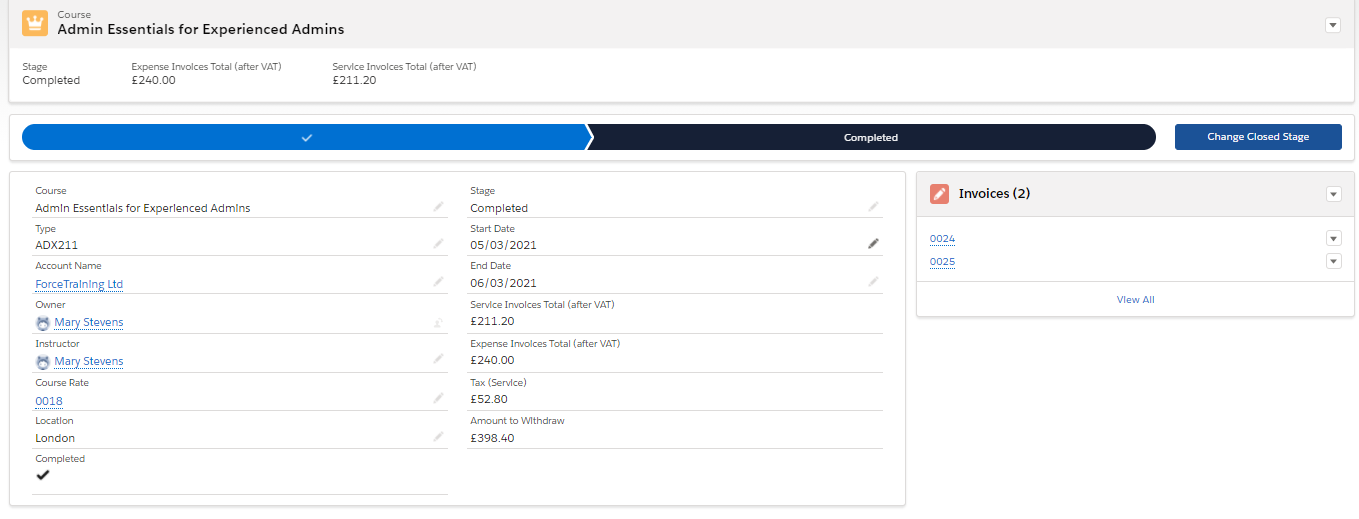 Course
Admin Essentials for Experienced Admins
Stage
Completed
Expense Invoices Total (after VAT)
£240.00
Service Invoices Total (after VAT)
£211.20
Completed
Change Closed Stage
Course
Admin Essentials for Experienced Admins
Type
ADX211
Account Name
ForceTraining Ltd
Owner
Mary Stevens
Instructor
Mary Stevens
Course Rate
0018
Location
London
Completed
Stage
Completed
Start Date
05/03/2021
End Date
06/03/2021
Service Invoices Total (after VAT)
£211.20
Expense Invoices Total (after VAT)
£240.00
Tax (Service)
£52.80
Amount to Withdraw
£398.40
Invoices (2)
0024
0025
View All